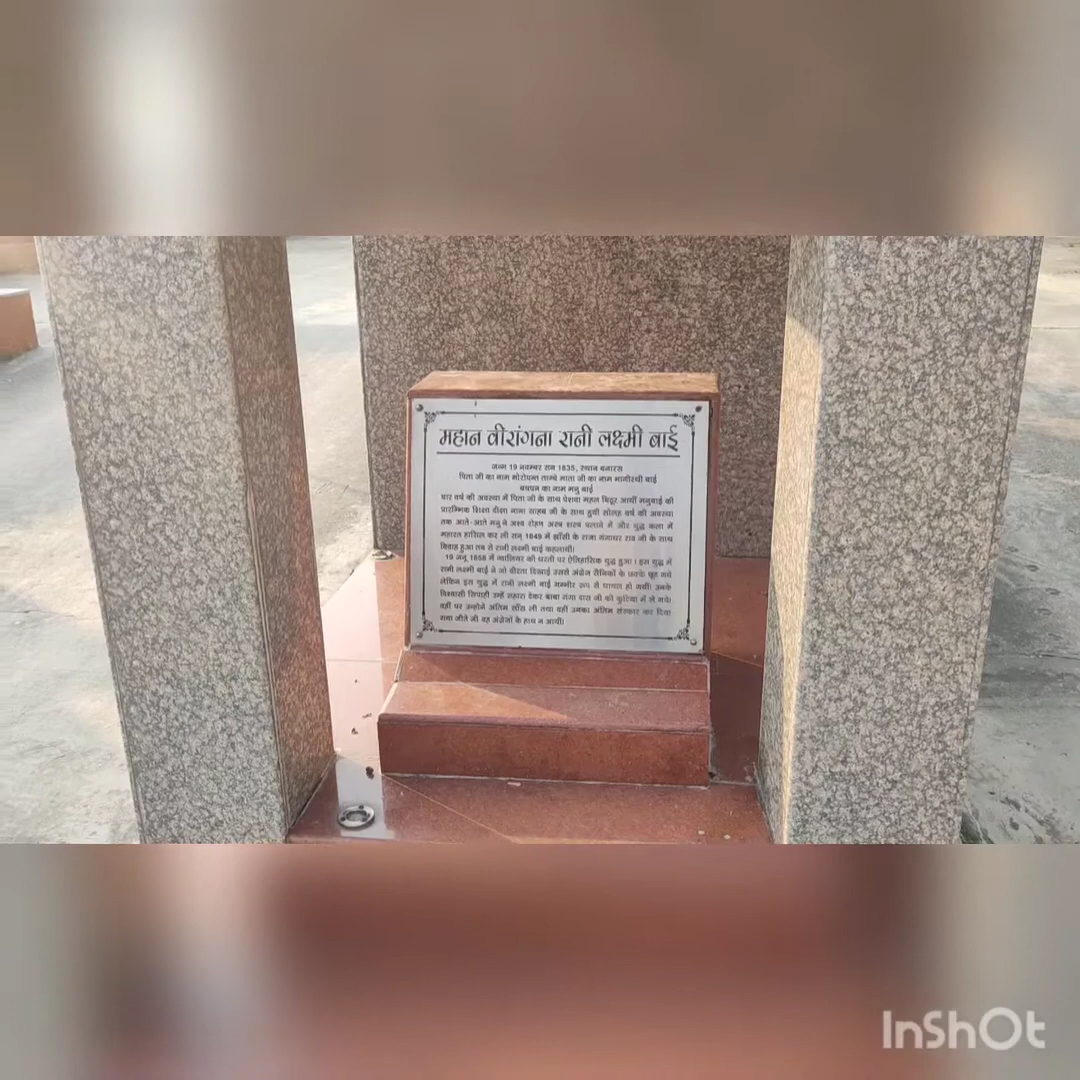 महान वीरांगना रानी लक्ष्मी बाई
जन्म 19 नवम्बर सन 1835, स्थान बनारस
पिता जी का नाम मोरोपन्त ताम्बे माता जी का नाम भागीरथी बाई
बचपन का नाम मनु बाई
चार वर्ष की अवस्था में पिता जी के साथ पेशवा महल बिठूर आयीं मनुबाई की
प्रारम्भिक शिक्षा दीक्षा नाना साहब जी के साथ हुयी सोलह वर्ष की अवस्था
तक आते-आते मनु ने अश्व रोहण अस्त्र शस्त्र चलाने में और युद्ध कला में
महारत हासिल कर ली सन् 1849 में झाँसी के राजा गंगाधर राव जी के साथ
विवाह हुआ तब से रानी लक्ष्मी बाई कहलायीं।
18 जून 1858 में ग्वालियर की धरती पर ऐतिहासिक युद्ध हुआ। इस युद्ध में
रानी लक्ष्मी बाई ने जो वीरता दिखाई उससे अंग्रेज सैनिकों के छक्के छूट गये
लेकिन इस युद्ध में रानी लक्ष्मी बाई गम्भीर रूप से घायल हो गयीं। उनके
विश्वासी सिपाही उन्हें सहारा देकर बाबा गंगा दास की कुटिया में ले गये।
वहीं पर उन्होंने अंतिम साँस ली तथा वहीं उनका अंतिम संस्कार कर दिया
गया जीते जी वह अंग्रेजों के हाथ न आयीं।
InShOt